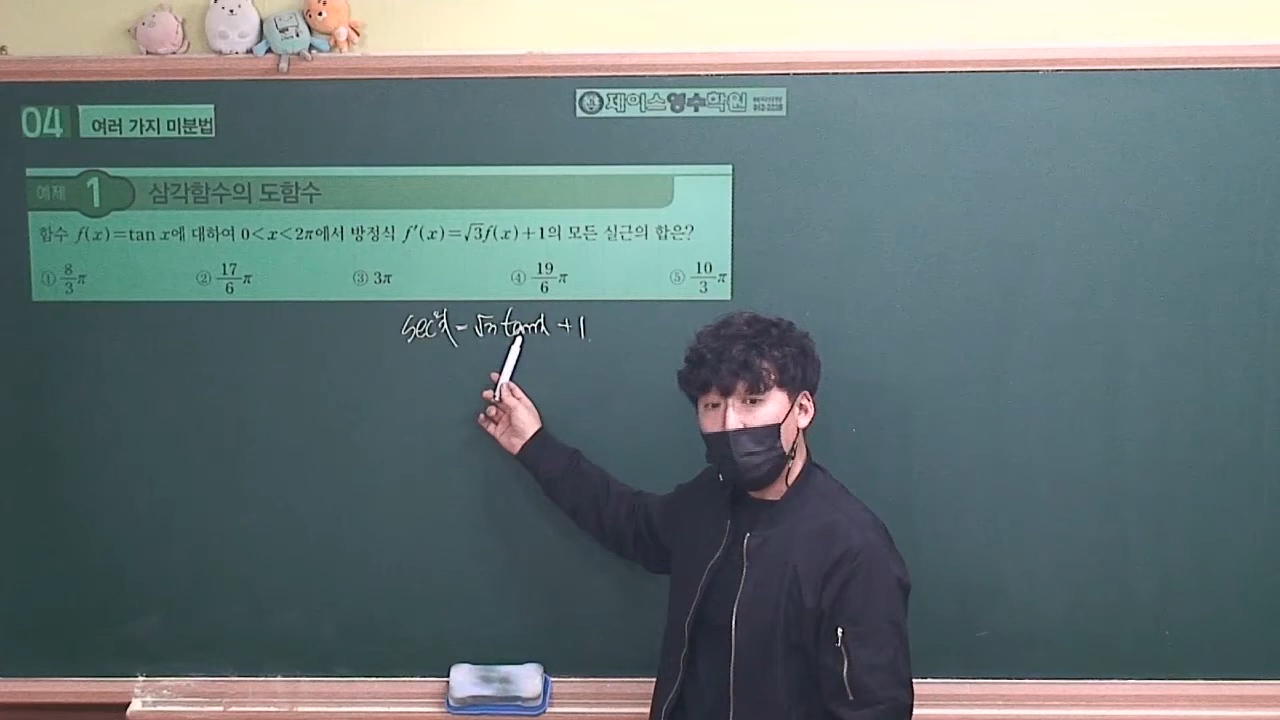 04 여러 가지 미분법
제이스영수학원
예제 1 삼각함수의 도함수
함수 f(x)=tan x에 대하여 0<x<2π에서 방정식 f′(x)=√3f(x)+1의 모든 실근의 합은?
① 8/3π ② 17/6π ③ 3π ④ 19/6π ⑤ 10/3π
sec²x=√3tanx+1